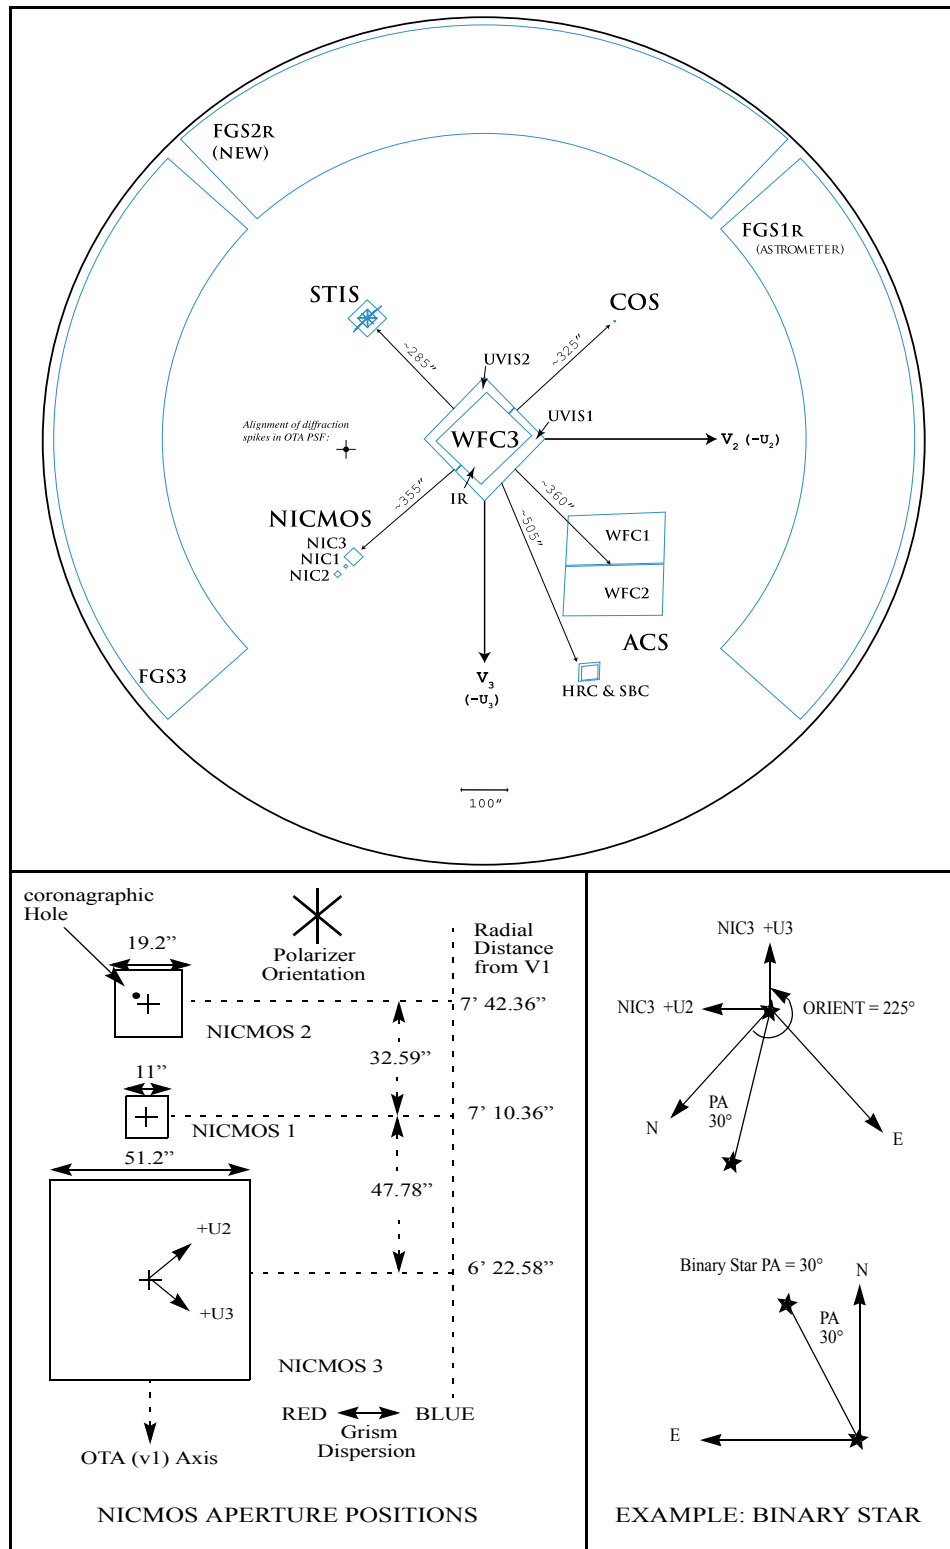 FGS2R
(NEW)
FGS1R
(ASTROMETER)
STIS
COS
~285”
~325”
UVIS2
UVIS1
Alignment of diffraction
spikes in OTA PSF:
WFC3
V2 (-U2)
IR
~355”
~360”
~505”
NICMOS
NIC3
NIC1
NIC2
WFC1
WFC2
ACS
FGS3
V3
(-U3)
HRC & SBC
100”
coronagraphic
Hole
19.2”
Polarizer
Orientation
Radial
Distance
from V1
7’ 42.36”
NICMOS 2
32.59”
11”
7’ 10.36”
NICMOS 1
51.2”
47.78”
+U2
6’ 22.58”
+U3
NICMOS 3
RED
BLUE
Grism
Dispersion
OTA (v1) Axis
NICMOS APERTURE POSITIONS
NIC3 +U3
NIC3 +U2
ORIENT = 225°
PA
30°
N
E
Binary Star PA = 30°
N
PA
30°
E
EXAMPLE: BINARY STAR